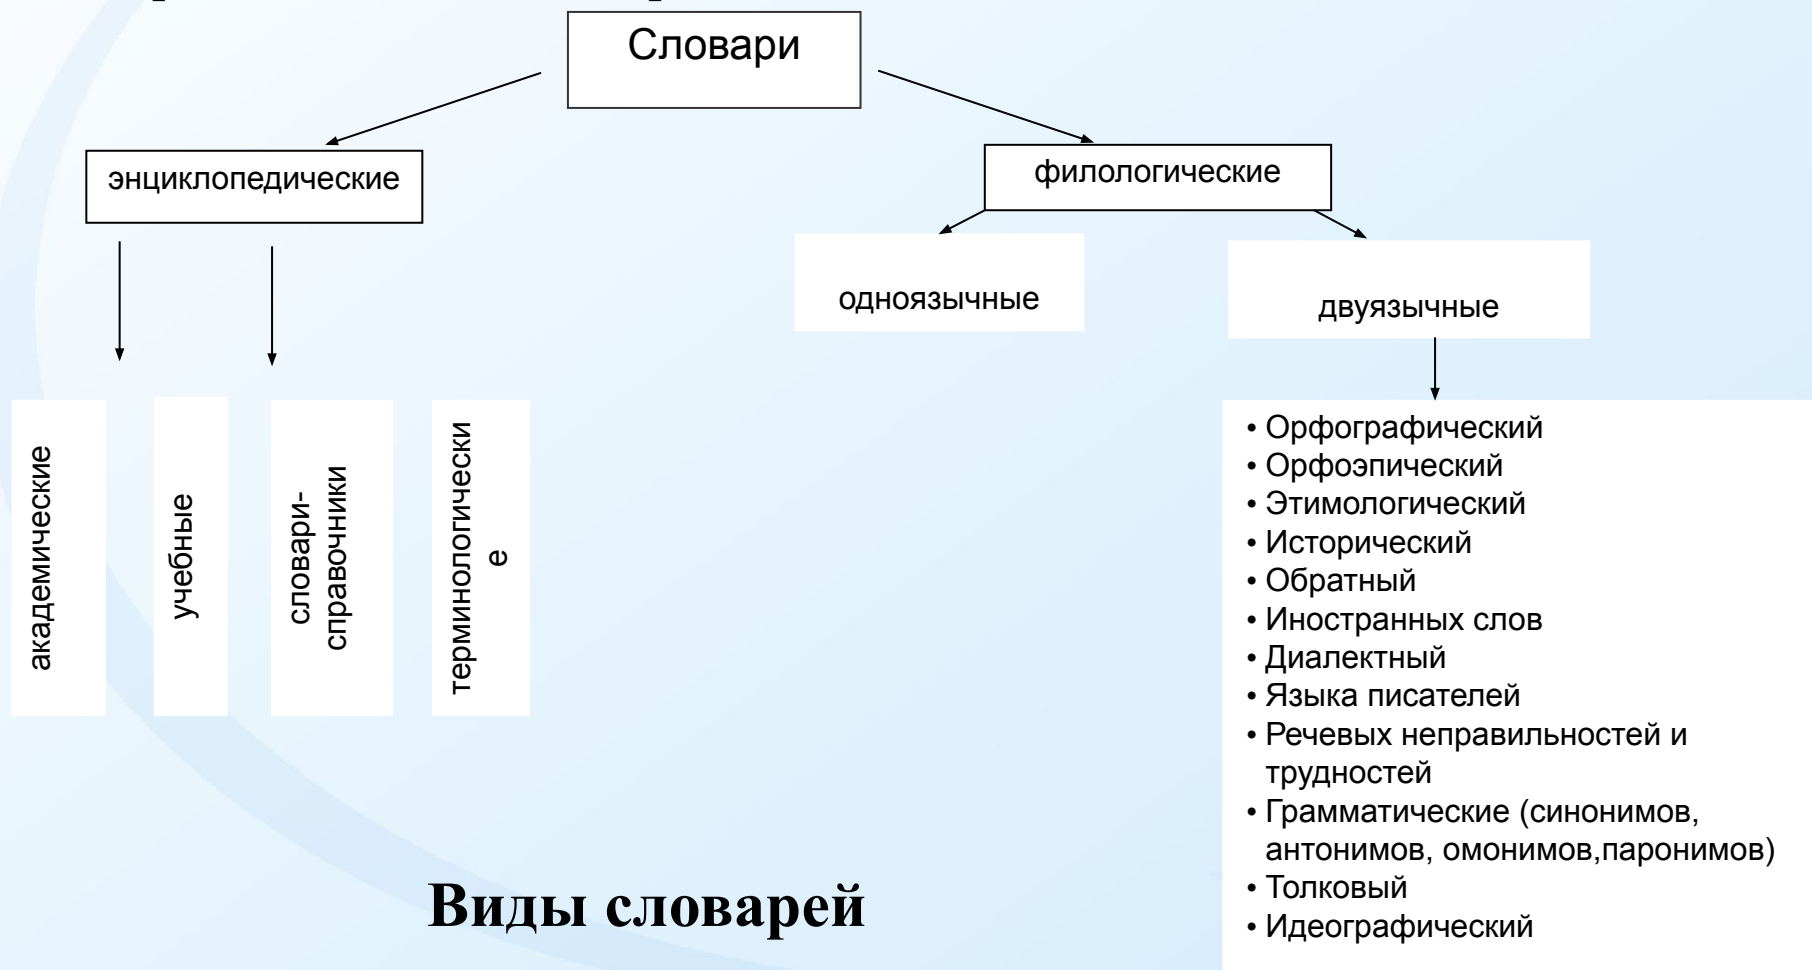 Словари
энциклопедические
филологические
одноязычные
двуязычные
академические
учебные
словари-
справочники
терминологически
е
• Орфографический
• Орфоэпический
• Этимологический
• Исторический
• Обратный
• Иностранных слов
• Диалектный
• Языка писателей
• Речевых неправильностей и
трудностей
• Грамматические (синонимов,
антонимов, омонимов,паронимов)
• Толковый
• Идеографический
Виды словарей